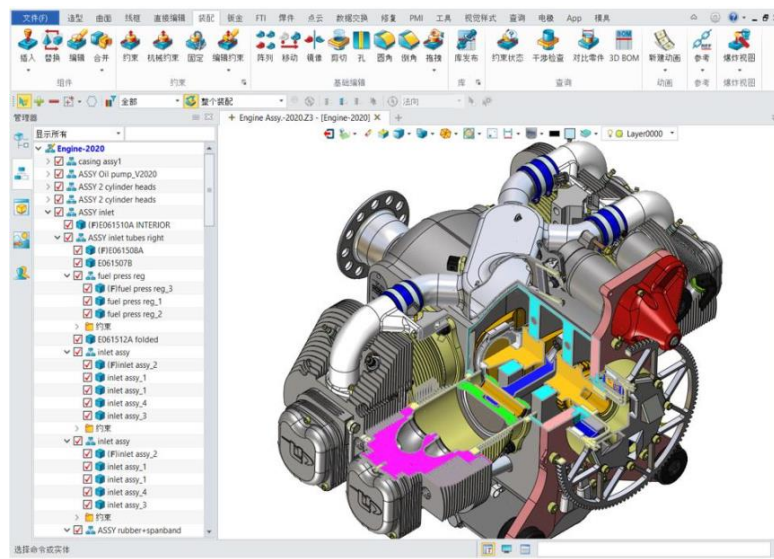 文件(F) 造型 曲面 线框 直接编辑 装配 钣金 FTI 焊件 点云 数据交换 修复 PMI 工具 视觉样式 查询 电极 App 模具
插入 替换 编辑 合并 约束 机械约束 固定 编辑约束 阵列 移动 镜像 剪切 孔 圆角 倒角 拖拽 库发布 约束状态 干涉检查 对比零件 3D BOM 新建动画 参考 爆炸视图
组件 约束 基础编辑 库 查询 动画 参考 爆炸视图
全部 整个装配 法向
管理器
+ Engine Assy.-2020.Z3 - [Engine-2020] × +
显示所有
Layer0000
Engine-2020
casing assy1
ASSY Oil pump_V2020
ASSY 2 cylinder heads
ASSY 2 cylinder heads
ASSY inlet
(F)E061510A INTERIOR
ASSY inlet tubes right
(F)E061508A
E061507B
fuel press reg
(F)fuel press reg_3
fuel press reg_1
fuel press reg_2
约束
E061512A folded
inlet assy
(F)inlet assy_2
inlet assy_1
inlet assy_1
inlet assy_4
inlet assy_3
约束
inlet assy
(F)inlet assy_2
inlet assy_1
inlet assy_1
inlet assy_4
inlet assy_3
约束
ASSY rubber+spanband
选择命令或实体